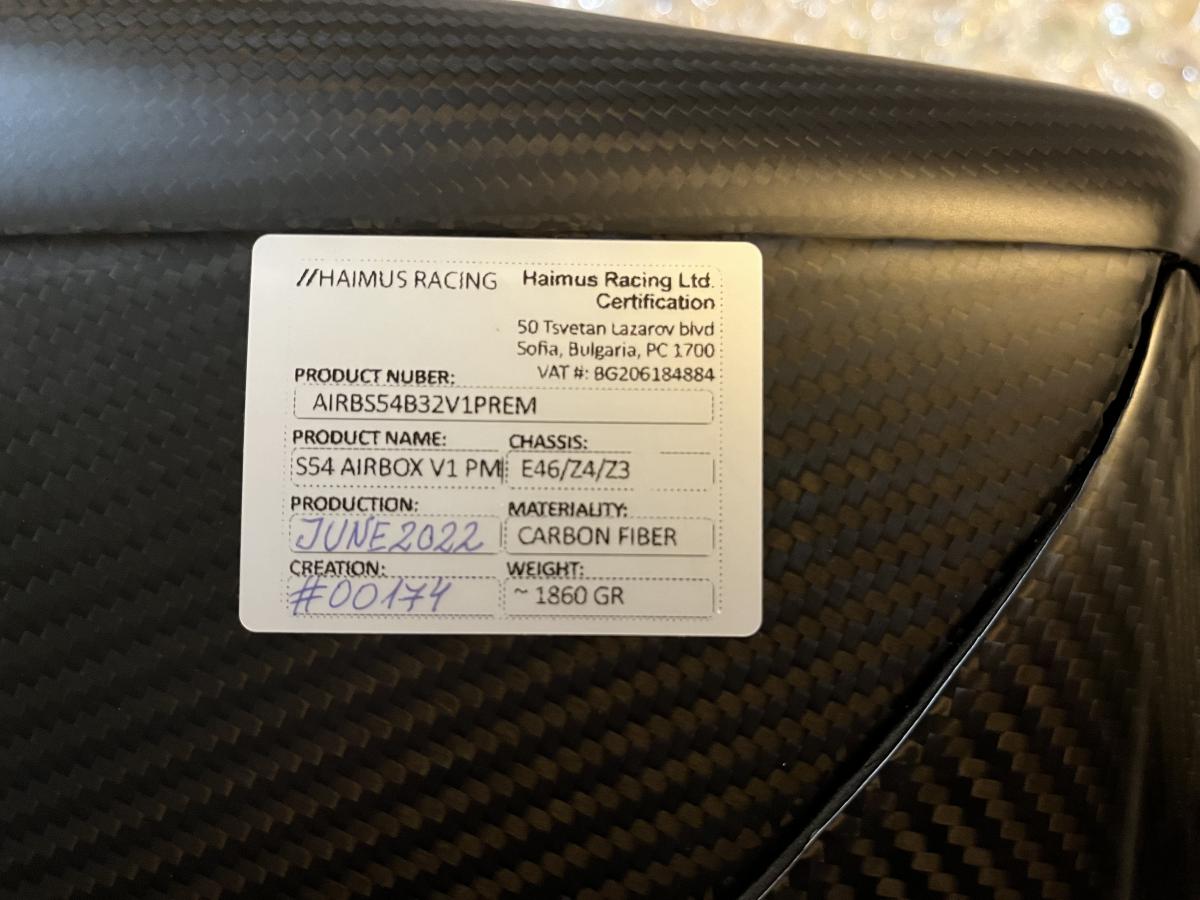 //HAIMUS RACING
Haimus Racing Ltd.
Certification
50 Tsvetan Lazarov blvd
Sofia, Bulgaria, PC 1700
VAT #: BG206184884
PRODUCT NUBER:
AIRBS54B32V1PREM
PRODUCT NAME:
S54 AIRBOX V1 PM
CHASSIS:
E46/Z4/Z3
PRODUCTION:
JUNE 2022
MATERIALITY:
CARBON FIBER
CREATION:
#00174
WEIGHT:
~ 1860 GR